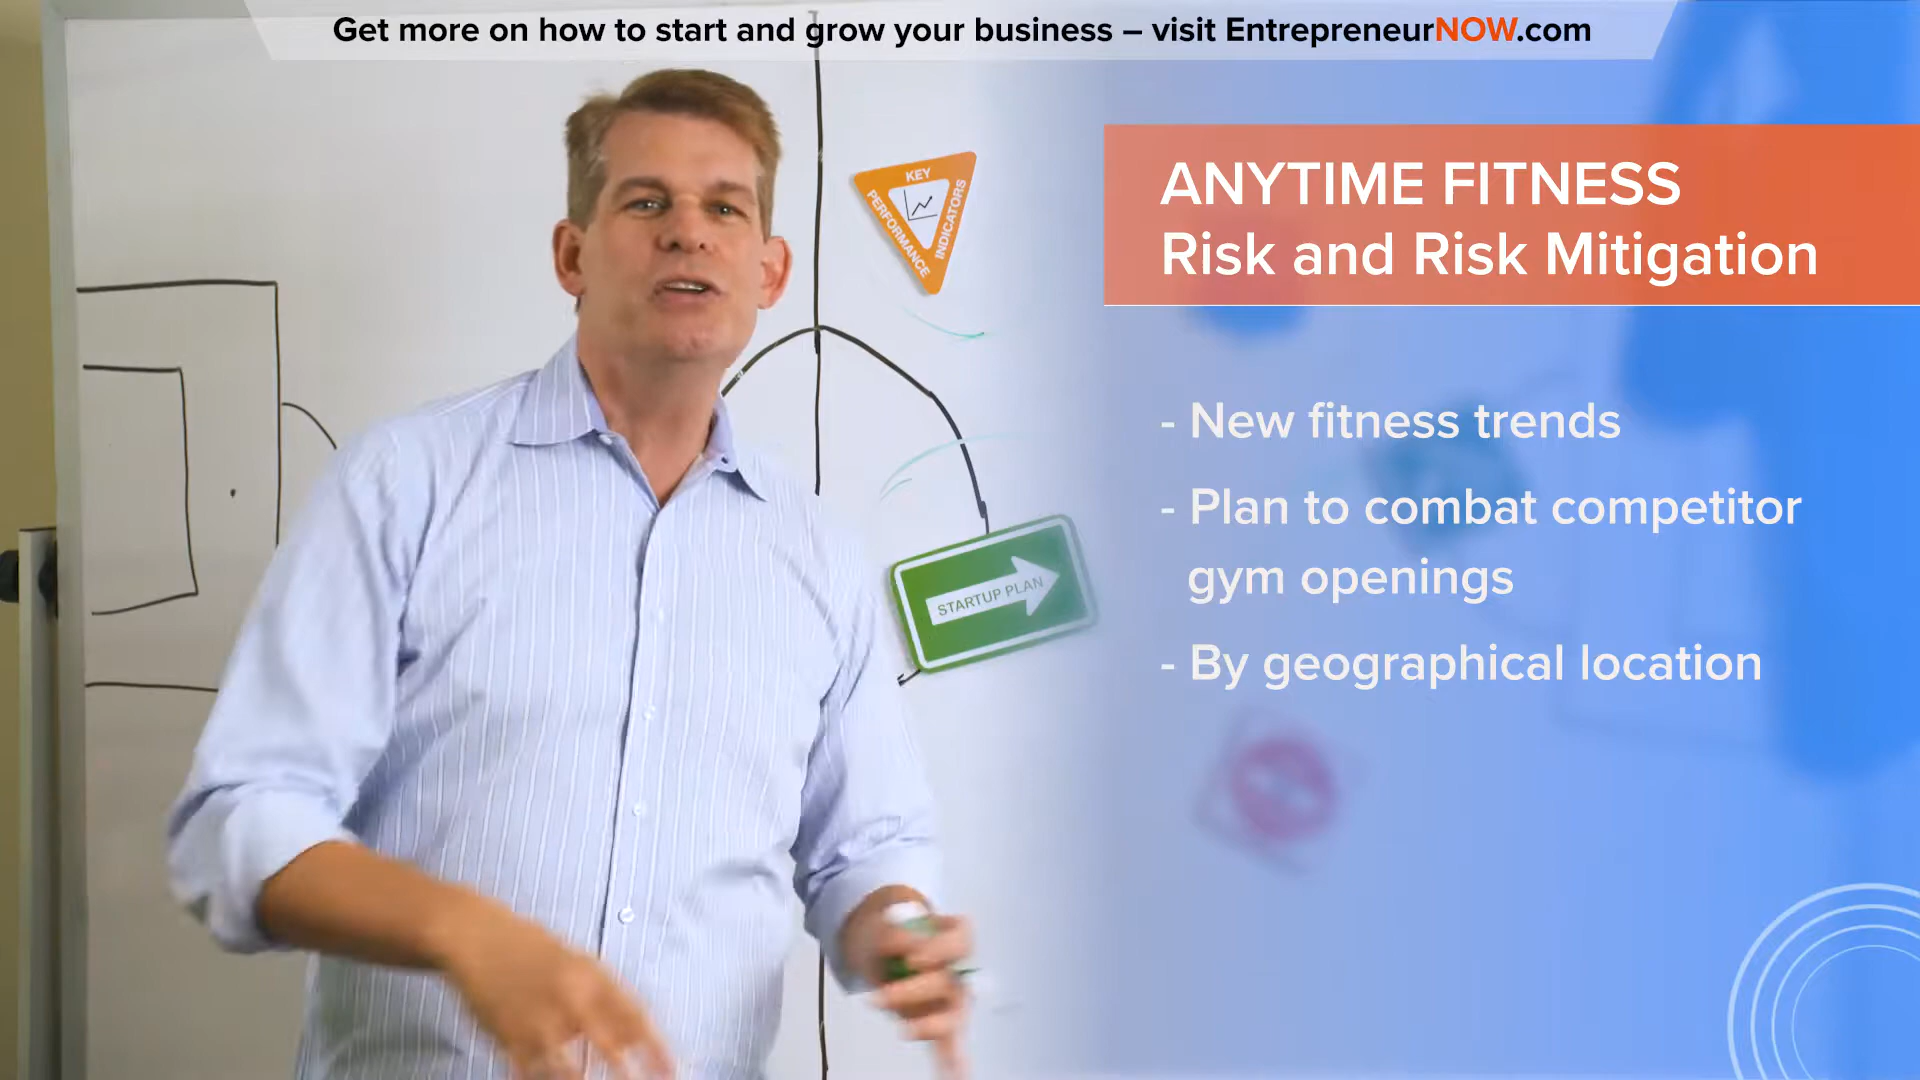 Get more on how to start and grow your business – visit EntrepreneurNOW.com
KEY
PERFORMANCE
INDICATORS
ANYTIME FITNESS
Risk and Risk Mitigation
- New fitness trends
- Plan to combat competitor
gym openings
- By geographical location
STARTUP PLAN